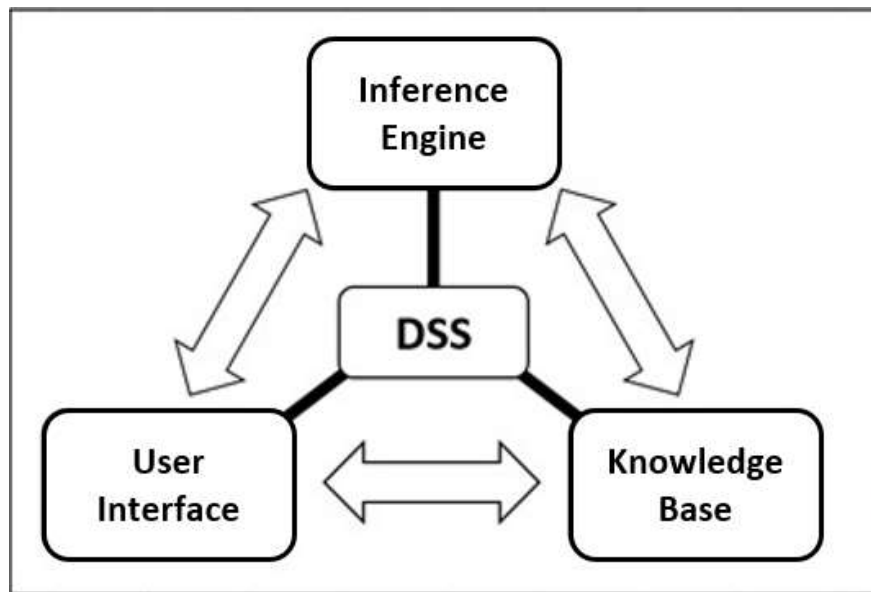 Inference
Engine
DSS
User
Interface
Knowledge
Base